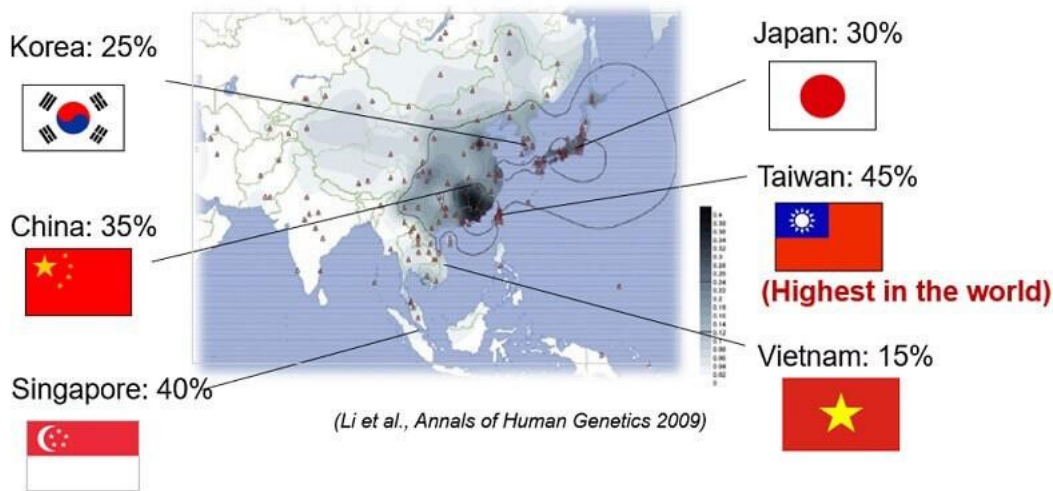 Korea: 25%
Japan: 30%
Taiwan: 45%
China: 35%
(Highest in the world)
Vietnam: 15%
Singapore: 40%
(Li et al., Annals of Human Genetics 2009)